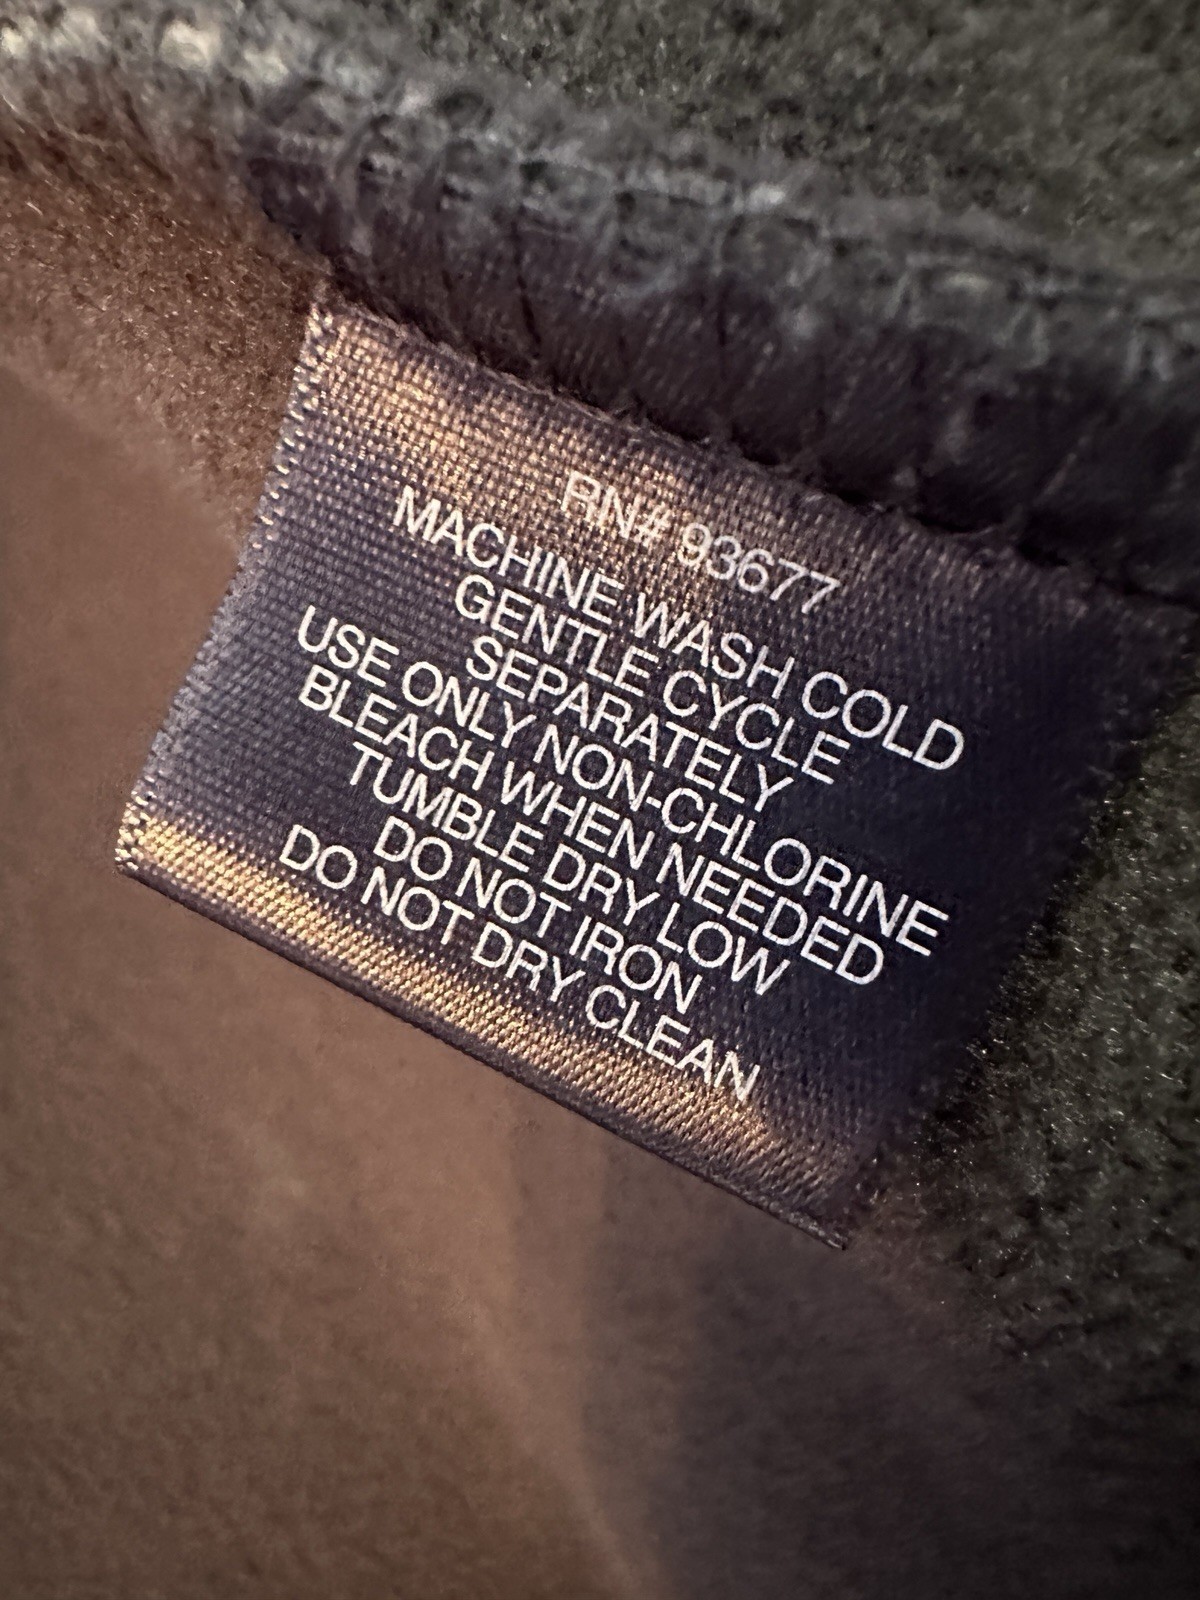 RN# 93677
MACHINE WASH COLD
GENTLE CYCLE
SEPARATELY
USE ONLY NON-CHLORINE
BLEACH WHEN NEEDED
TUMBLE DRY LOW
DO NOT IRON
DO NOT DRY CLEAN